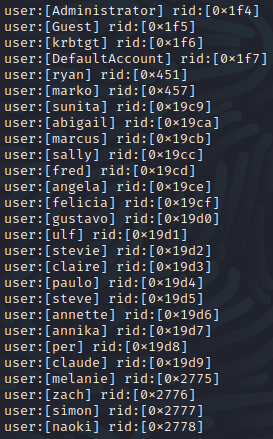 user:[Administrator] rid:[0×1f4]
user:[Guest] rid:[0×1f5]
user:[krbtgt] rid:[0×1f6]
user:[DefaultAccount] rid:[0×1f7]
user:[ryan] rid:[0×451]
user:[marko] rid:[0×457]
user:[sunita] rid:[0×19c9]
user:[abigail] rid:[0×19ca]
user:[marcus] rid:[0×19cb]
user:[sally] rid:[0×19cc]
user:[fred] rid:[0×19cd]
user:[angela] rid:[0×19ce]
user:[felicia] rid:[0×19cf]
user:[gustavo] rid:[0×19d0]
user:[ulf] rid:[0×19d1]
user:[stevie] rid:[0×19d2]
user:[claire] rid:[0×19d3]
user:[paulo] rid:[0×19d4]
user:[steve] rid:[0×19d5]
user:[annette] rid:[0×19d6]
user:[annika] rid:[0×19d7]
user:[per] rid:[0×19d8]
user:[claude] rid:[0×19d9]
user:[melanie] rid:[0×2775]
user:[zach] rid:[0×2776]
user:[simon] rid:[0×2777]
user:[naoki] rid:[0×2778]